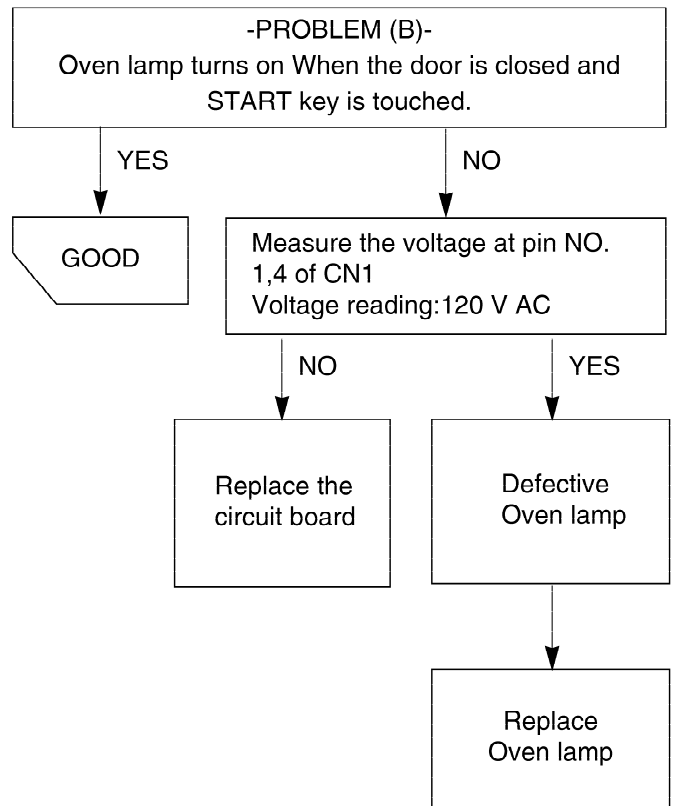 -PROBLEM (B)-
Oven lamp turns on When the door is closed and
START key is touched.
YES
NO
GOOD
Measure the voltage at pin NO.
1,4 of CN1
Voltage reading:120 V AC
NO
YES
Replace the
circuit board
Defective
Oven lamp
Replace
Oven lamp